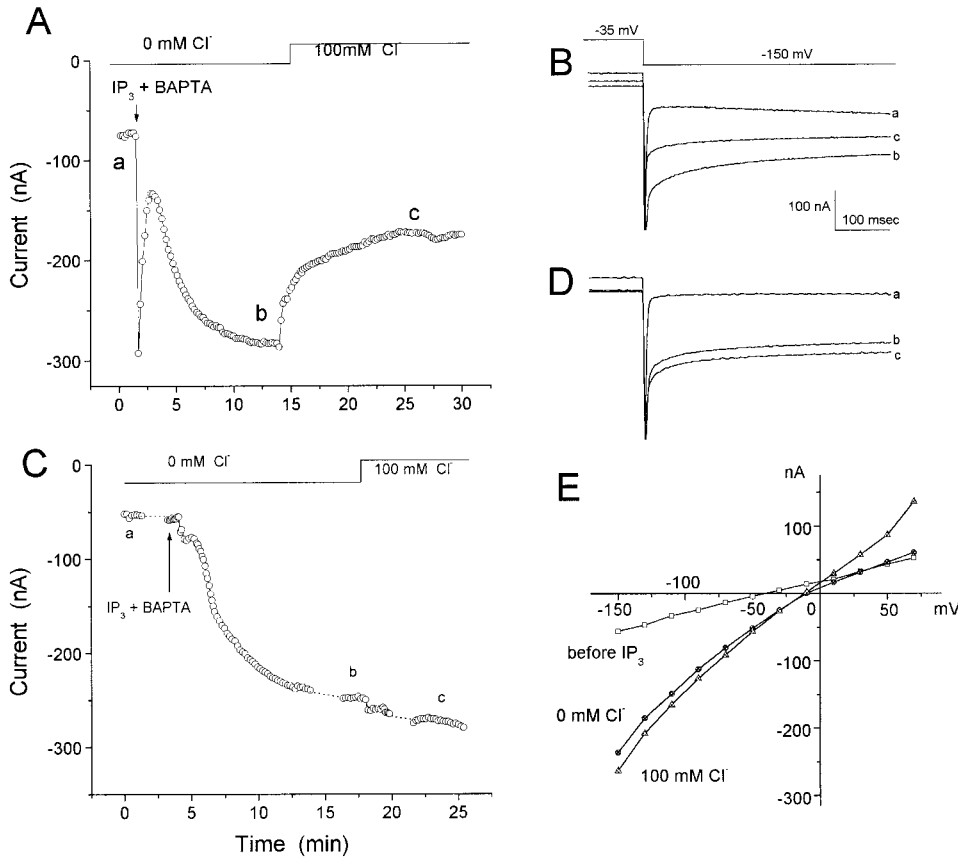 A
0 mM Cl-
100mM Cl-
IP3 + BAPTA
a
b
c
0
-100
-200
-300
Current (nA)
0 5 10 15 20 25 30
B
-35 mV
-150 mV
a
c
b
100 nA
100 msec
C
0 mM Cl-
100 mM Cl-
a
IP3 + BAPTA
b
c
0
-100
-200
-300
Current (nA)
0 5 10 15 20 25
Time (min)
D
a
b
c
E
nA
100
-100
-150 -50 0 50 mV
before IP3
-100
0 mM Cl-
-200
100 mM Cl-
-300